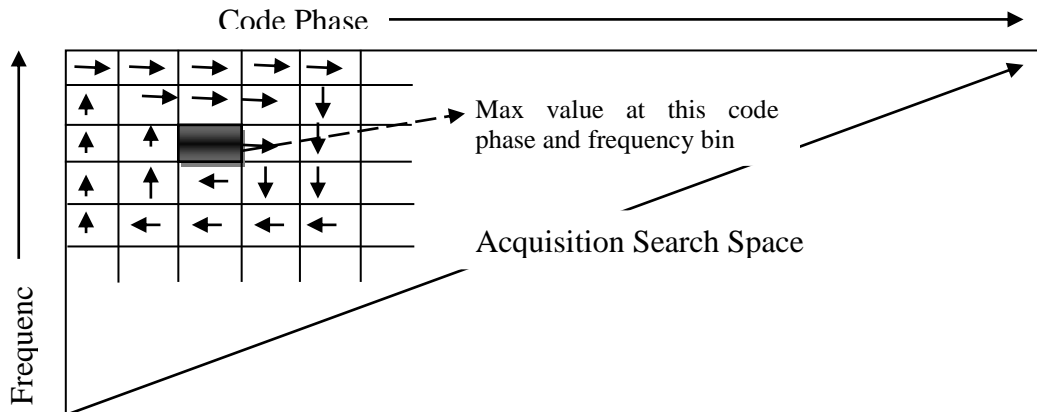 Code Phase
Max value at this code
phase and frequency bin
Acquisition Search Space
Frequenc